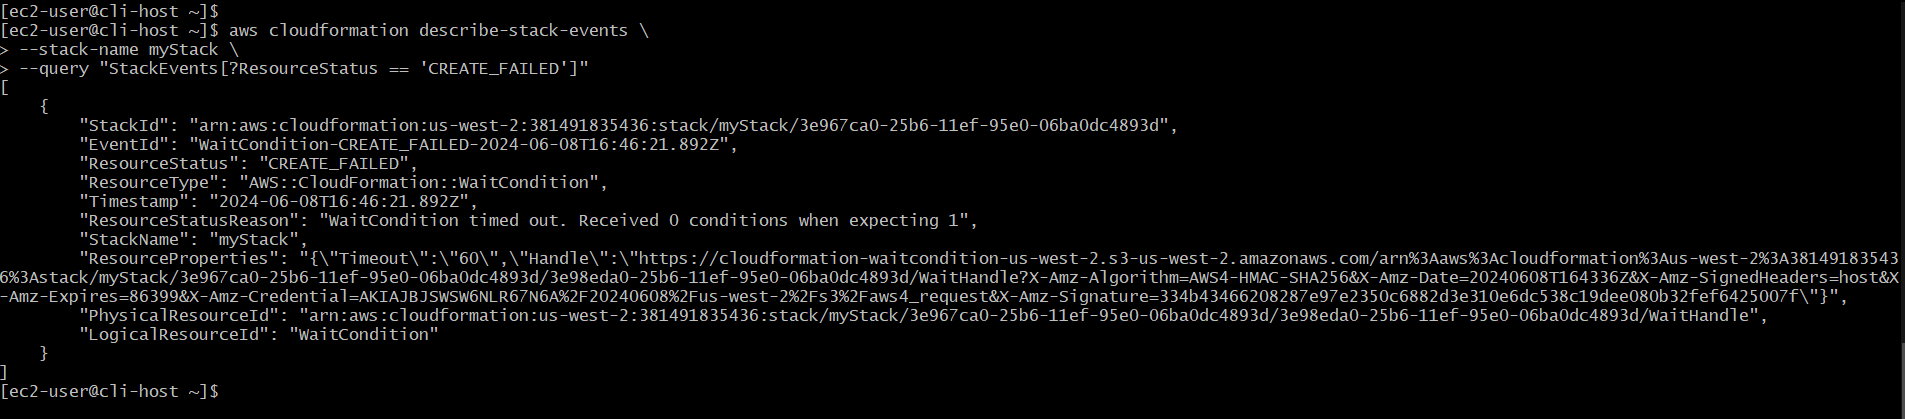 [ec2-user@cli-host ~]$
[ec2-user@cli-host ~]$ aws cloudformation describe-stack-events \
> --stack-name myStack \
> --query "StackEvents[?ResourceStatus == 'CREATE_FAILED']"
[
    {
        "StackId": "arn:aws:cloudformation:us-west-2:381491835436:stack/myStack/3e967ca0-25b6-11ef-95e0-06ba0dc4893d",
        "EventId": "WaitCondition-CREATE_FAILED-2024-06-08T16:46:21.892Z",
        "ResourceStatus": "CREATE_FAILED",
        "ResourceType": "AWS::CloudFormation::WaitCondition",
        "Timestamp": "2024-06-08T16:46:21.892Z",
        "ResourceStatusReason": "WaitCondition timed out. Received 0 conditions when expecting 1",
        "StackName": "myStack",
        "ResourceProperties": "{\"Timeout\":\"60\",\"Handle\":\"https://cloudformation-waitcondition-us-west-2.s3-us-west-2.amazonaws.com/arn%3Aaws%3Acloudformation%3Aus-west-2%3A38149183543
6%3Astack/myStack/3e967ca0-25b6-11ef-95e0-06ba0dc4893d/3e98eda0-25b6-11ef-95e0-06ba0dc4893d/WaitHandle?X-Amz-Algorithm=AWS4-HMAC-SHA256&X-Amz-Date=20240608T164336Z&X-Amz-SignedHeaders=host&X
-Amz-Expires=86399&X-Amz-Credential=AKIAJBJSWSW6NLR67N6A%2F20240608%2Fus-west-2%2Fs3%2Faws4_request&X-Amz-Signature=334b43466208287e97e2350c6882d3e310e6dc538c19dee080b32fef6425007f\"}",
        "PhysicalResourceId": "arn:aws:cloudformation:us-west-2:381491835436:stack/myStack/3e967ca0-25b6-11ef-95e0-06ba0dc4893d/3e98eda0-25b6-11ef-95e0-06ba0dc4893d/WaitHandle",
        "LogicalResourceId": "WaitCondition"
    }
]
[ec2-user@cli-host ~]$